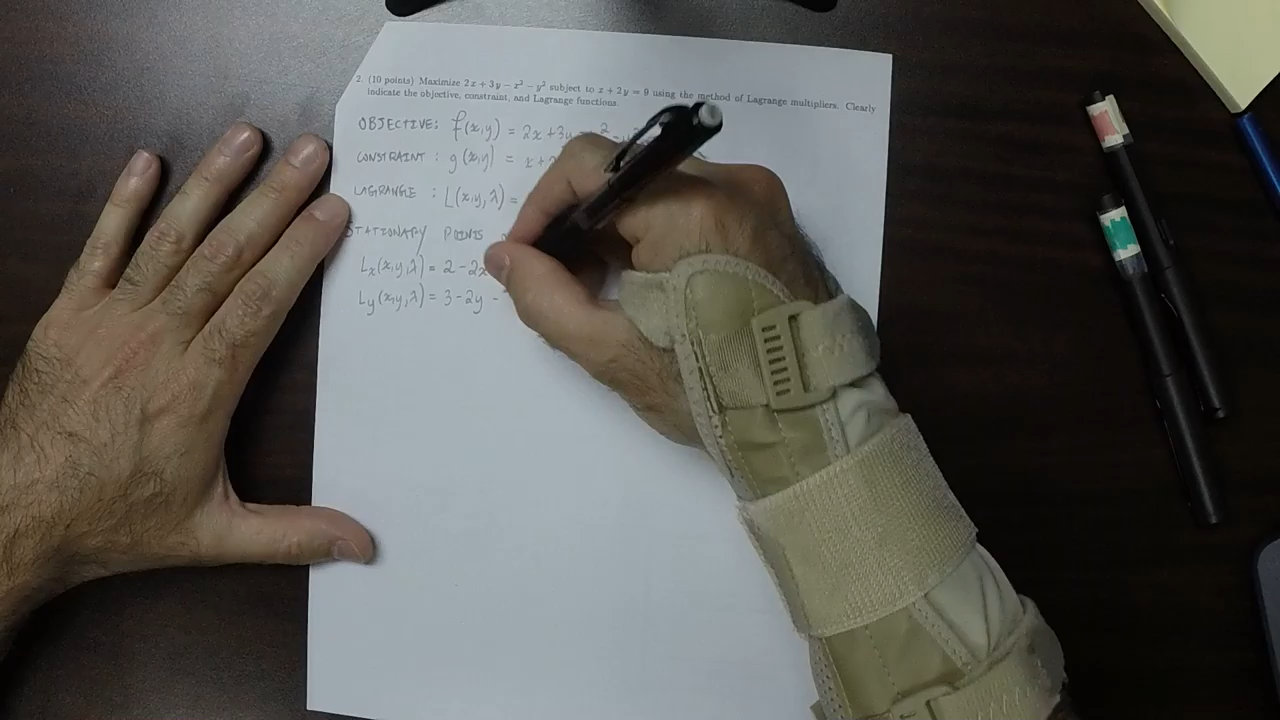 2. (10 points) Maximize 2x + 3y − x² − y² subject to x + 2y = 9 using the method of Lagrange multipliers. Clearly
indicate the objective, constraint, and Lagrange functions.
OBJECTIVE: f(x,y) = 2x + 3y
CONSTRAINT : g(x,y) = x +
LAGRANGE : L(x,y,λ) =
STATIONARY POINTS
Lx(x,y,λ) = 2 - 2x
Ly(x,y,λ) = 3 - 2y -